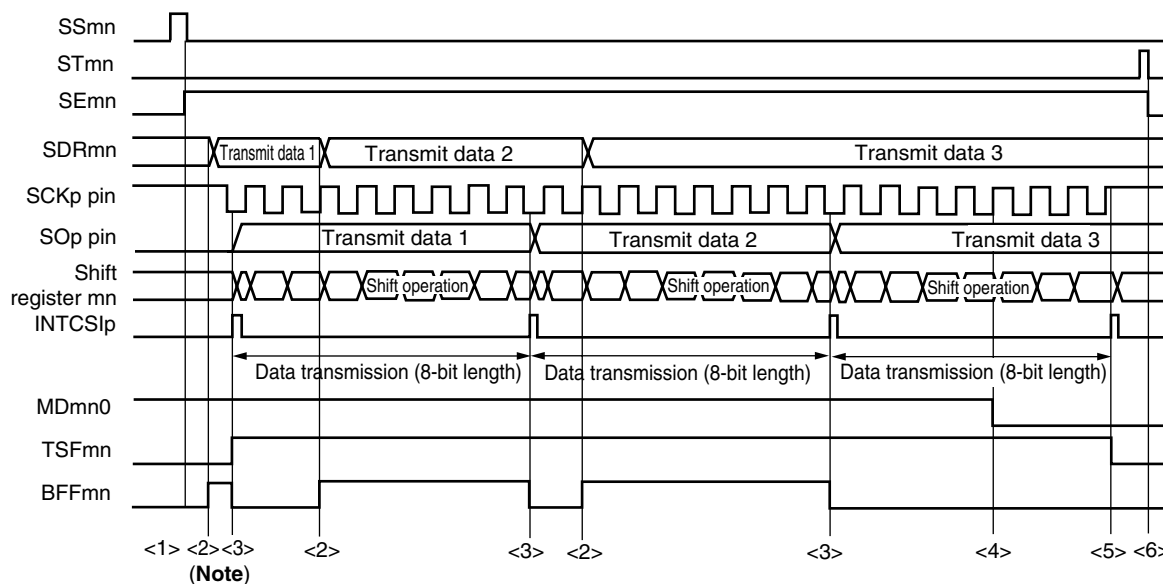 SSmn
STmn
SEmn
SDRmn Transmit data 1 Transmit data 2 Transmit data 3
SCKp pin
SOp pin Transmit data 1 Transmit data 2 Transmit data 3
Shift
register mn Shift operation Shift operation Shift operation
INTCSIp
Data transmission (8-bit length) Data transmission (8-bit length) Data transmission (8-bit length)
MDmn0
TSFmn
BFFmn
<1> <2> <3> <2> <3> <2> <3> <4> <5> <6>
(Note)